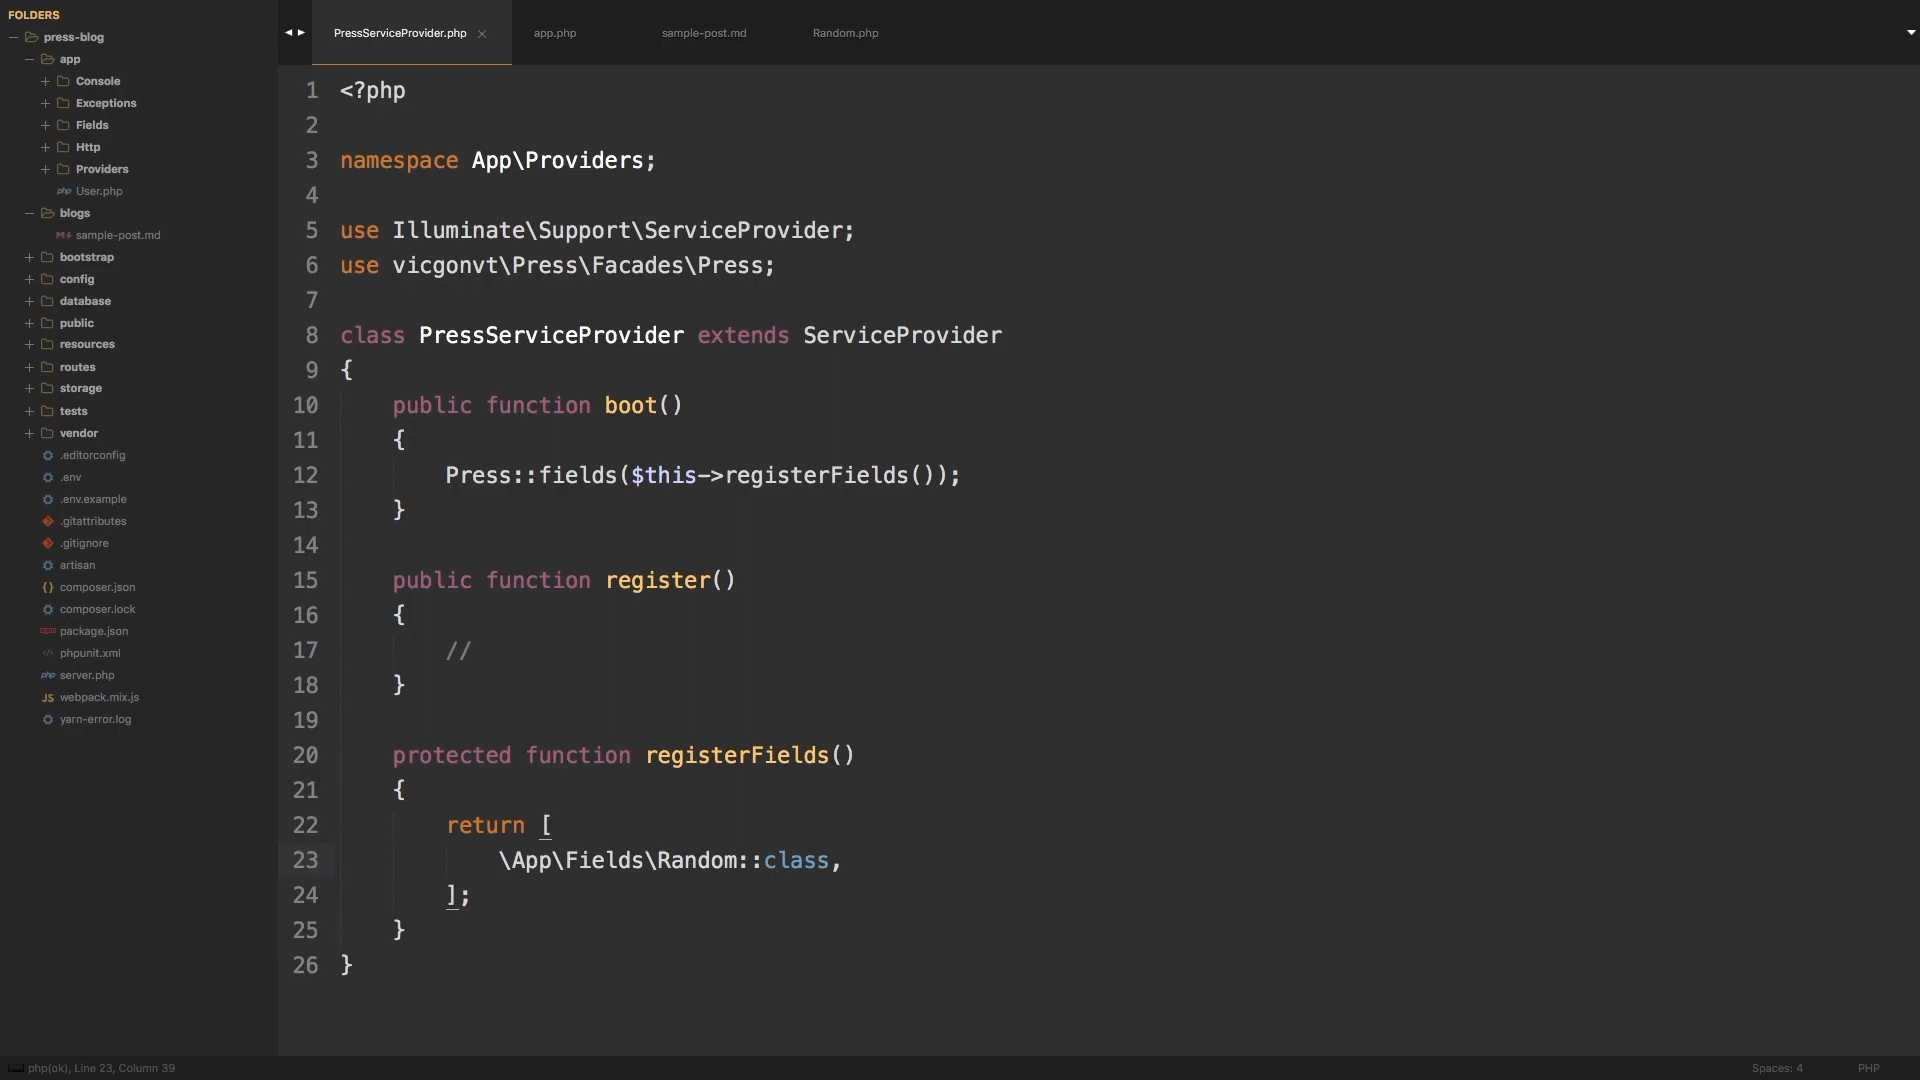 FOLDERS
press-blog
app
Console
Exceptions
Fields
Http
Providers
php User.php
blogs
M↓ sample-post.md
bootstrap
config
database
public
resources
routes
storage
tests
vendor
.editorconfig
.env
.env.example
.gitattributes
.gitignore
artisan
{} composer.json
composer.lock
package.json
</> phpunit.xml
php server.php
JS webpack.mix.js
yarn-error.log
PressServiceProvider.php
app.php
sample-post.md
Random.php
1 <?php
2
3 namespace App\Providers;
4
5 use Illuminate\Support\ServiceProvider;
6 use vicgonvt\Press\Facades\Press;
7
8 class PressServiceProvider extends ServiceProvider
9 {
10 public function boot()
11 {
12 Press::fields($this->registerFields());
13 }
14
15 public function register()
16 {
17 //
18 }
19
20 protected function registerFields()
21 {
22 return [
23 \App\Fields\Random::class,
24 ];
25 }
26 }
php(ok), Line 23, Column 39
Spaces: 4
PHP